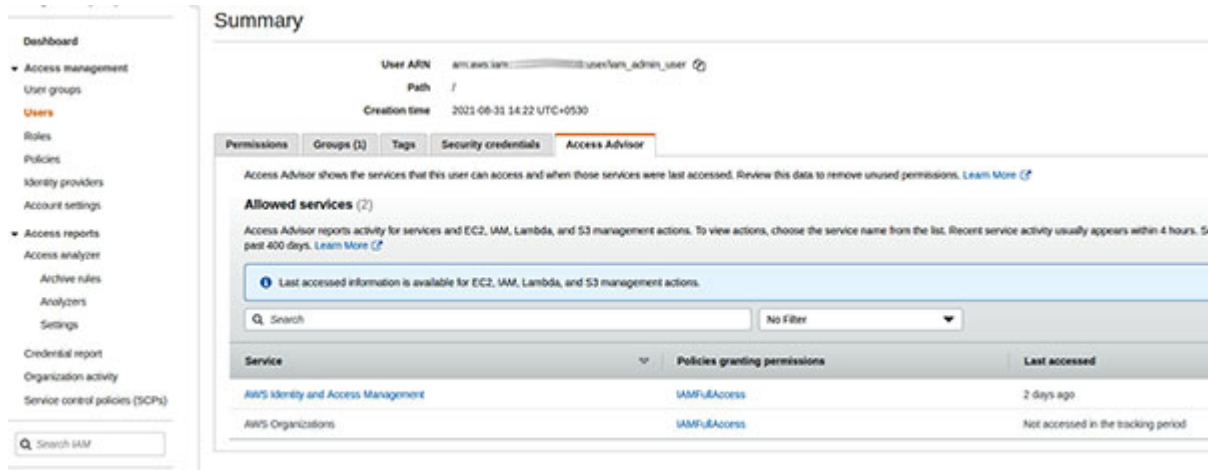 Summary
Dashboard
Access management
User groups
Users
Roles
Policies
Identity providers
Account settings
Access reports
Access analyzer
Archive rules
Analyzers
Settings
Credential report
Organization activity
Service control policies (SCPs)
Search IAM
User ARN arn:aws:iam: :user/iam_admin_user
Path /
Creation time 2021-08-31 14:22 UTC+0530
Permissions Groups (1) Tags Security credentials Access Advisor
Access Advisor shows the services that this user can access and when those services were last accessed. Review this data to remove unused permissions. Learn More
Allowed services (2)
Access Advisor reports activity for services and EC2, IAM, Lambda, and S3 management actions. To view actions, choose the service name from the list. Recent service activity usually appears within 4 hours.
past 400 days. Learn More
Last accessed information is available for EC2, IAM, Lambda, and S3 management actions.
Search No Filter
Service Policies granting permissions Last accessed
AWS Identity and Access Management IAMFullAccess 2 days ago
AWS Organizations IAMFullAccess Not accessed in the tracking period